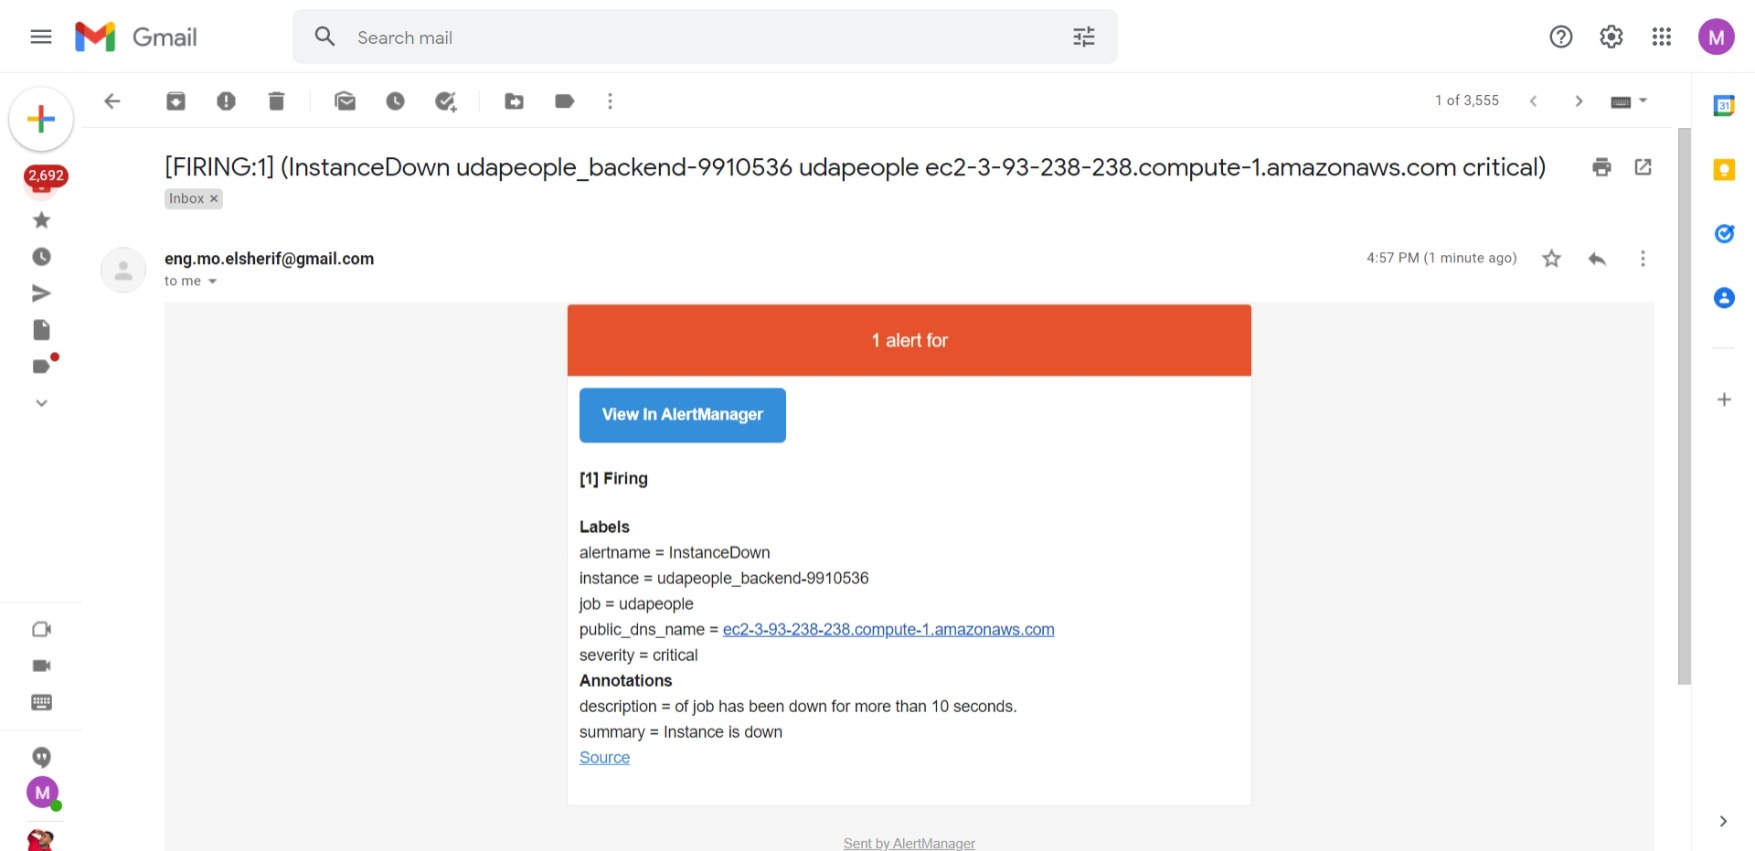 Gmail
Search mail
M
1 of 3,555
31
2,692
[FIRING:1] (InstanceDown udapeople_backend-9910536 udapeople ec2-3-93-238-238.compute-1.amazonaws.com critical)
Inbox ×
eng.mo.elsherif@gmail.com
4:57 PM (1 minute ago)
to me
1 alert for
View In AlertManager
[1] Firing
Labels
alertname = InstanceDown
instance = udapeople_backend-9910536
job = udapeople
public_dns_name = ec2-3-93-238-238.compute-1.amazonaws.com
severity = critical
Annotations
description = of job has been down for more than 10 seconds.
summary = Instance is down
Source
M
Sent by AlertManager